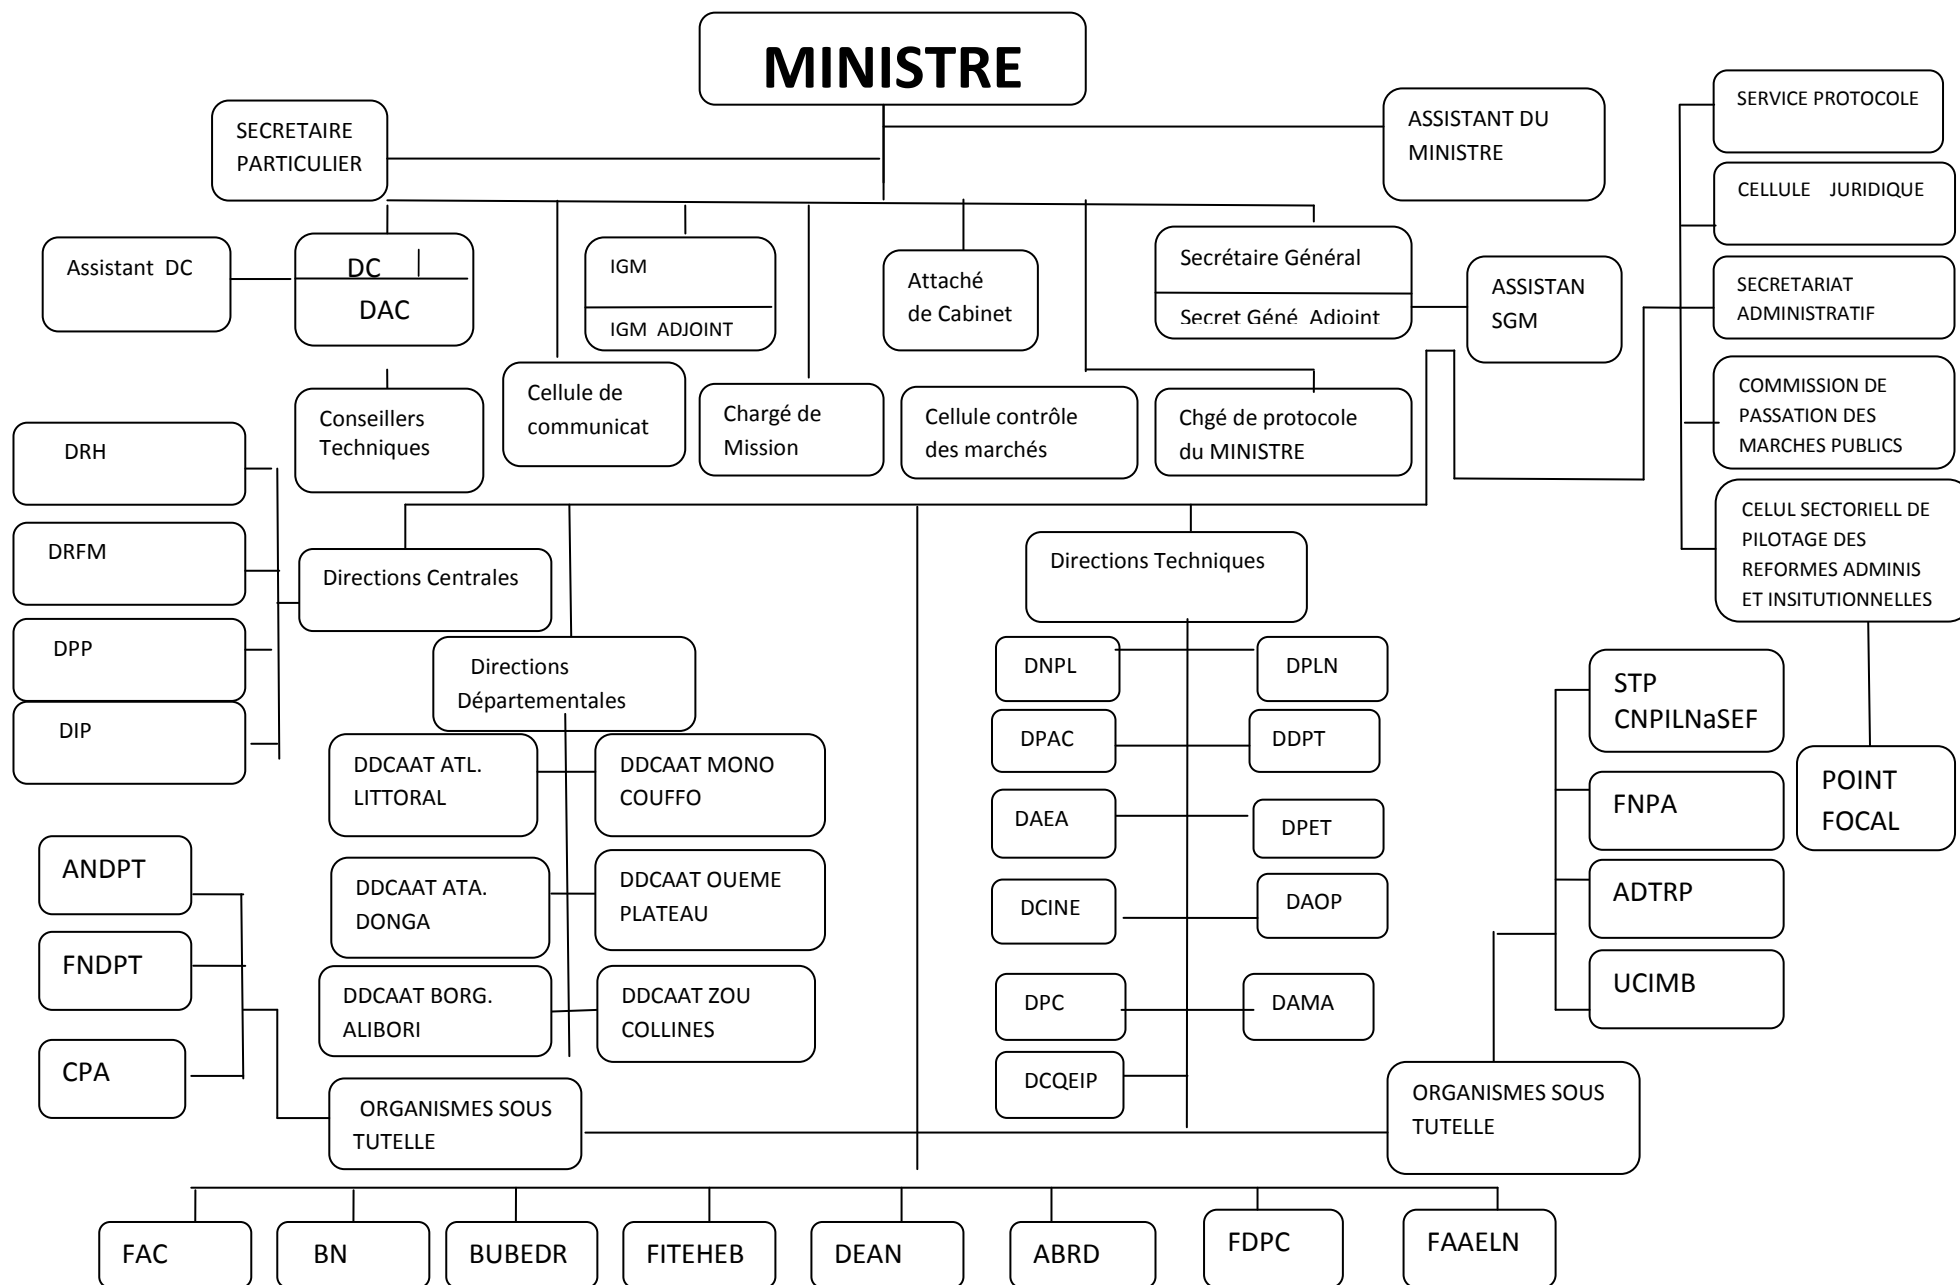 MINISTRE
SECRETAIRE
PARTICULIER
ASSISTANT DU
MINISTRE
SERVICE PROTOCOLE
CELLULE JURIDIQUE
SECRETARIAT
ADMINISTRATIF
COMMISSION DE
PASSATION DES
MARCHES PUBLICS
CELUL SECTORIELL DE
PILOTAGE DES
REFORMES ADMINIS
ET INSITUTIONNELLES
POINT
FOCAL
Assistant DC
DC
DAC
IGM
IGM ADJOINT
Attaché
de Cabinet
Secrétaire Général
Secret Géné Adjoint
ASSISTAN
SGM
Conseillers
Techniques
Cellule de
communicat
Chargé de
Mission
Cellule contrôle
des marchés
Chgé de protocole
du MINISTRE
DRH
DRFM
DPP
DIP
Directions Centrales
Directions
Départementales
Directions Techniques
DDCAAT ATL.
LITTORAL
DDCAAT MONO
COUFFO
DDCAAT ATA.
DONGA
DDCAAT OUEME
PLATEAU
DDCAAT BORG.
ALIBORI
DDCAAT ZOU
COLLINES
DNPL
DPLN
DPAC
DDPT
DAEA
DPET
DCINE
DAOP
DPC
DAMA
DCQEIP
STP
CNPILNaSEF
FNPA
ADTRP
UCIMB
ANDPT
FNDPT
CPA
ORGANISMES SOUS
TUTELLE
ORGANISMES SOUS
TUTELLE
FAC
BN
BUBEDR
FITEHEB
DEAN
ABRD
FDPC
FAAELN